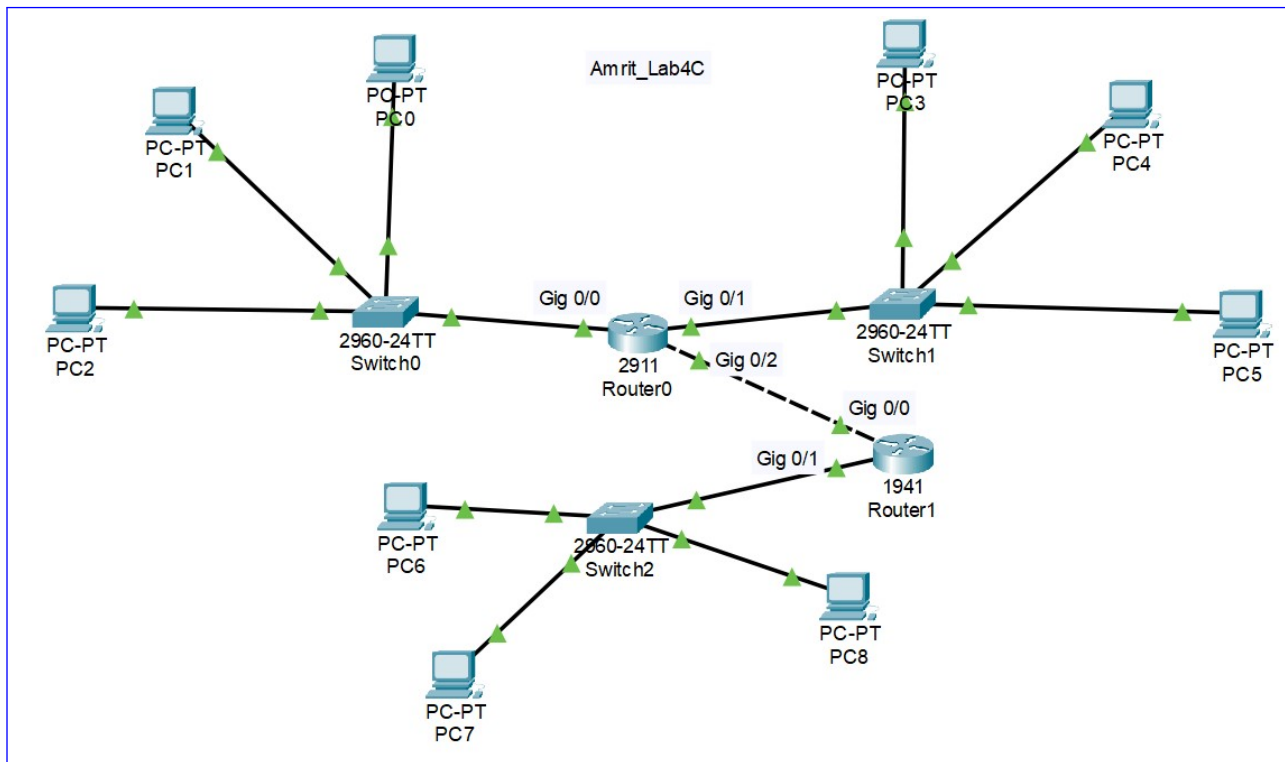 Amrit_Lab4C
PC-PT
PC0
PC-PT
PC1
PC-PT
PC2
2960-24TT
Switch0
Gig 0/0
Gig 0/1
2911
Router0
Gig 0/2
PC-PT
PC3
PC-PT
PC4
2960-24TT
Switch1
PC-PT
PC5
Gig 0/0
Gig 0/1
1941
Router1
PC-PT
PC6
2960-24TT
Switch2
PC-PT
PC8
PC-PT
PC7